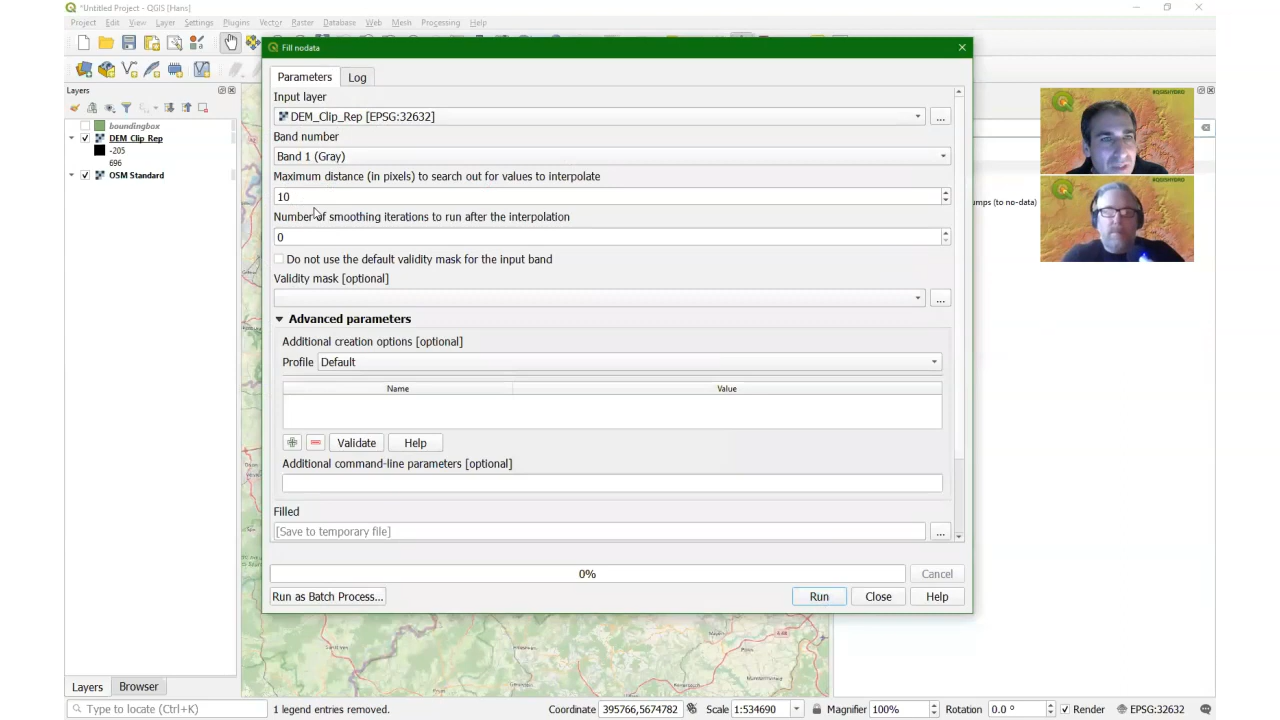 *Untitled Project - QGIS [Hans]
Project Edit View Layer Settings Plugins Vector Raster Database Web Mesh Processing Help
Fill nodata
Parameters Log
Layers
Input layer
DEM_Clip_Rep [EPSG:32632]
...
boundingbox
DEM_Clip_Rep
-205
696
OSM Standard
Band number
Band 1 (Gray)
Maximum distance (in pixels) to search out for values to interpolate
10
umps (to no-data)
Number of smoothing iterations to run after the interpolation
0
Do not use the default validity mask for the input band
Validity mask [optional]
...
Advanced parameters
Additional creation options [optional]
Profile Default
Name Value
Validate Help
Additional command-line parameters [optional]
Filled
[Save to temporary file]
...
0%
Cancel
Run as Batch Process...
Run Close Help
Layers Browser
Type to locate (Ctrl+K)
1 legend entries removed.
Coordinate 395766,5674782
Scale 1:534690
Magnifier 100%
Rotation 0.0 °
Render
EPSG:32632